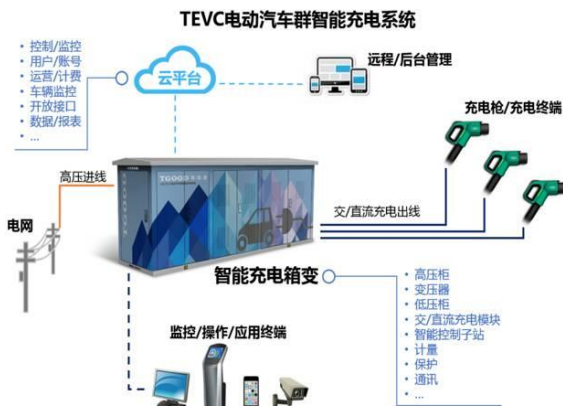 TEVC电动汽车群智能充电系统
控制/监控
用户/账号
运营/计费
车辆监控
开放接口
数据/报表
...
云平台
远程/后台管理
充电枪/充电终端
高压进线
电网
TGOOD
交/直流充电出线
智能充电箱变
高压柜
变压器
低压柜
交/直流充电模块
智能控制子站
计量
保护
通讯
...
监控/操作/应用终端